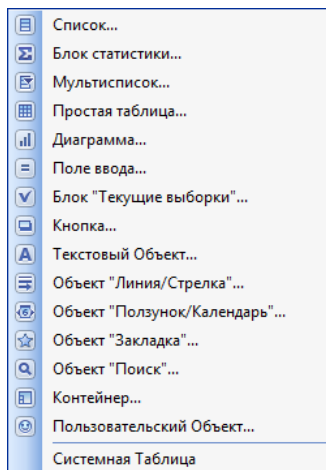 Список...
Блок статистики...
Мультисписок...
Простая таблица...
Диаграмма...
Поле ввода...
Блок "Текущие выборки"...
Кнопка...
Текстовый Объект...
Объект "Линия/Стрелка"...
Объект "Ползунок/Календарь"...
Объект "Закладка"...
Объект "Поиск"...
Контейнер...
Пользовательский Объект...
Системная Таблица